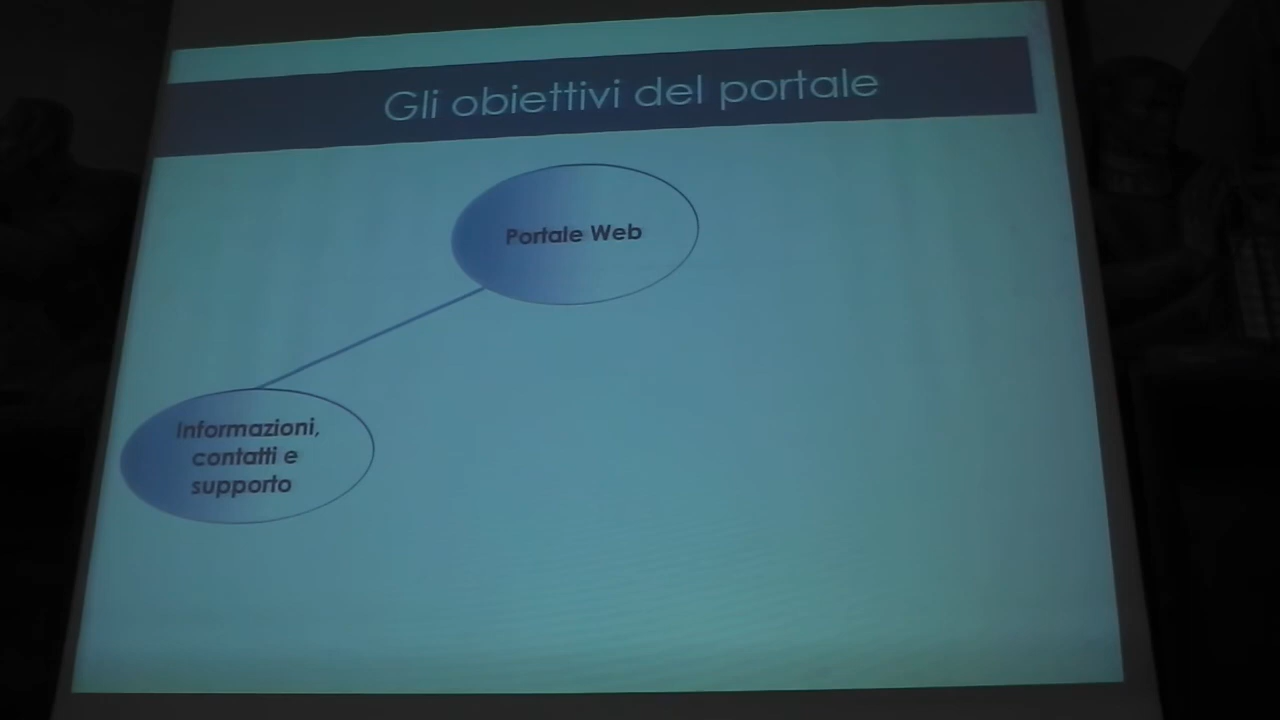 Gli obiettivi del portale
Portale Web
Informazioni,
contatti e
supporto